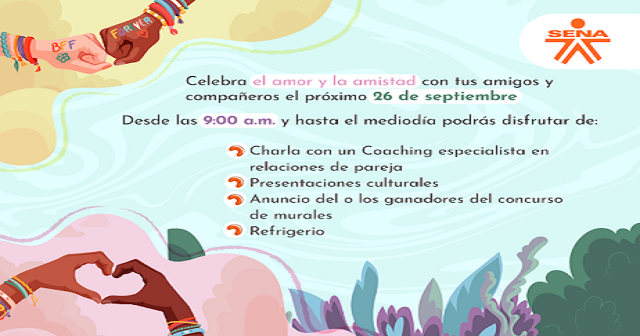 BFF
FOREVER
SENA
Celebra el amor y la amistad con tus amigos y
compañeros el próximo 26 de septiembre
Desde las 9:00 a.m. y hasta el mediodía podrás disfrutar de:
Charla con un Coaching especialista en
relaciones de pareja
Presentaciones culturales
Anuncio del o los ganadores del concurso
de murales
Refrigerio